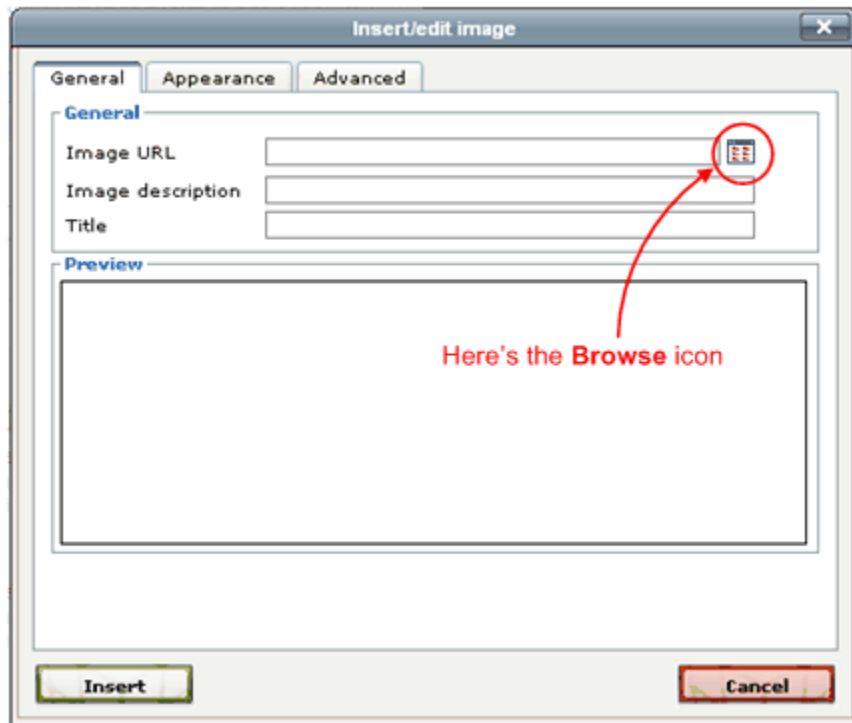 Insert/edit image
General Appearance Advanced
General
Image URL
Image description
Title
Preview
Here's the Browse icon
Insert Cancel